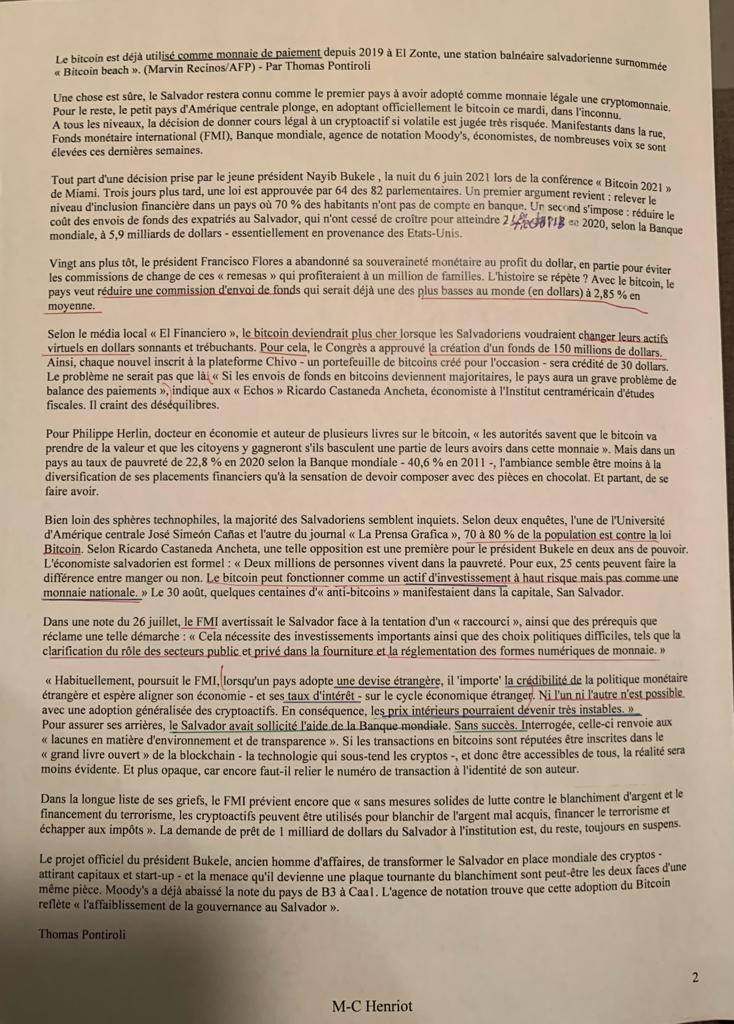 Le bitcoin est déjà utilisé comme monnaie de paiement depuis 2019 à El Zonte, une station balnéaire salvadorienne surnommée
« Bitcoin beach ». (Marvin Recinos/AFP) - Par Thomas Pontiroli
Une chose est sûre, le Salvador restera connu comme le premier pays à avoir adopté comme monnaie légale une cryptomonnaie.
Pour le reste, le petit pays d'Amérique centrale plonge, en adoptant officiellement le bitcoin ce mardi, dans l'inconnu.
A tous les niveaux, la décision de donner cours légal à un cryptoactif si volatile est jugée très risquée. Manifestants dans la rue,
Fonds monétaire international (FMI), Banque mondiale, agence de notation Moody's, économistes, de nombreuses voix se sont
élevées ces dernières semaines.
Tout part d'une décision prise par le jeune président Nayib Bukele , la nuit du 6 juin 2021 lors de la conférence « Bitcoin 2021 »
de Miami. Trois jours plus tard, une loi est approuvée par 64 des 82 parlementaires. Un premier argument revient : relever le
niveau d'inclusion financière dans un pays où 70 % des habitants n'ont pas de compte en banque. Un second s'impose : réduire le
coût des envois de fonds des expatriés au Salvador, qui n'ont cessé de croître pour atteindre en 2020, selon la Banque
mondiale, à 5,9 milliards de dollars - essentiellement en provenance des Etats-Unis.
Vingt ans plus tôt, le président Francisco Flores a abandonné sa souveraineté monétaire au profit du dollar, en partie pour éviter
les commissions de change de ces « remesas » qui profiteraient à un million de familles. L'histoire se répète ? Avec le bitcoin, le
pays veut réduire une commission d'envoi de fonds qui serait déjà une des plus basses au monde (en dollars) à 2,85 % en
moyenne.
Selon le média local « El Financiero », le bitcoin deviendrait plus cher lorsque les Salvadoriens voudraient changer leurs actifs
virtuels en dollars sonnants et trébuchants. Pour cela, le Congrès a approuvé la création d'un fonds de 150 millions de dollars.
Ainsi, chaque nouvel inscrit à la plateforme Chivo - un portefeuille de bitcoins créé pour l'occasion - sera crédité de 30 dollars.
Le problème ne serait pas que là. « Si les envois de fonds en bitcoins deviennent majoritaires, le pays aura un grave problème de
balance des paiements », indique aux « Echos » Ricardo Castaneda Ancheta, économiste à l'Institut centraméricain d'études
fiscales. Il craint des déséquilibres.
Pour Philippe Herlin, docteur en économie et auteur de plusieurs livres sur le bitcoin, « les autorités savent que le bitcoin va
prendre de la valeur et que les citoyens y gagneront s'ils basculent une partie de leurs avoirs dans cette monnaie ». Mais dans un
pays au taux de pauvreté de 22,8 % en 2020 selon la Banque mondiale - 40,6 % en 2011 -, l'ambiance semble être moins à la
diversification de ses placements financiers qu'à la sensation de devoir composer avec des pièces en chocolat. Et partant, de se
faire avoir.
Bien loin des sphères technophiles, la majorité des Salvadoriens semblent inquiets. Selon deux enquêtes, l'une de l'Université
d'Amérique centrale José Simeón Cañas et l'autre du journal « La Prensa Grafica », 70 à 80 % de la population est contre la loi
Bitcoin. Selon Ricardo Castaneda Ancheta, une telle opposition est une première pour le président Bukele en deux ans de pouvoir.
L'économiste salvadorien est formel : « Deux millions de personnes vivent dans la pauvreté. Pour eux, 25 cents peuvent faire la
différence entre manger ou non. Le bitcoin peut fonctionner comme un actif d'investissement à haut risque mais pas comme une
monnaie nationale. » Le 30 août, quelques centaines d'« anti-bitcoins » manifestaient dans la capitale, San Salvador.
Dans une note du 26 juillet, le FMI avertissait le Salvador face à la tentation d'un « raccourci », ainsi que des prérequis que
réclame une telle démarche : « Cela nécessite des investissements importants ainsi que des choix politiques difficiles, tels que la
clarification du rôle des secteurs public et privé dans la fourniture et la réglementation des formes numériques de monnaie. »
« Habituellement, poursuit le FMI, lorsqu'un pays adopte une devise étrangère, il 'importe' la crédibilité de la politique monétaire
étrangère et espère aligner son économie - et ses taux d'intérêt - sur le cycle économique étranger. Ni l'un ni l'autre n'est possible
avec une adoption généralisée des cryptoactifs. En conséquence, les prix intérieurs pourraient devenir très instables. »
Pour assurer ses arrières, le Salvador avait sollicité l'aide de la Banque mondiale. Sans succès. Interrogée, celle-ci renvoie aux
« lacunes en matière d'environnement et de transparence ». Si les transactions en bitcoins sont réputées être inscrites dans le
« grand livre ouvert » de la blockchain - la technologie qui sous-tend les cryptos -, et donc être accessibles de tous, la réalité sera
moins évidente. Et plus opaque, car encore faut-il relier le numéro de transaction à l'identité de son auteur.
Dans la longue liste de ses griefs, le FMI prévient encore que « sans mesures solides de lutte contre le blanchiment d'argent et le
financement du terrorisme, les cryptoactifs peuvent être utilisés pour blanchir de l'argent mal acquis, financer le terrorisme et
échapper aux impôts ». La demande de prêt de 1 milliard de dollars du Salvador à l'institution est, du reste, toujours en suspens.
Le projet officiel du président Bukele, ancien homme d'affaires, de transformer le Salvador en place mondiale des cryptos -
attirant capitaux et start-up - et la menace qu'il devienne une plaque tournante du blanchiment sont peut-être les deux faces d'une
même pièce. Moody's a déjà abaissé la note du pays de B3 à Caa1. L'agence de notation trouve que cette adoption du Bitcoin
reflète « l'affaiblissement de la gouvernance au Salvador ».
Thomas Pontiroli
2
M-C Henriot